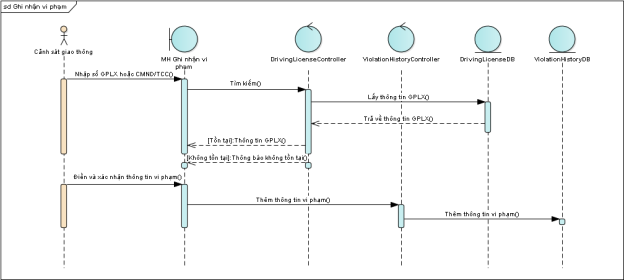 sd Ghi nhận vi phạm
Cảnh sát giao thông
MH Ghi nhận vi
phạm
DrivingLicenseController
ViolationHistoryController
DrivingLicenseDB
ViolationHistoryDB
Nhập số GPLX hoặc CMND/TCC()
Tìm kiếm()
Lấy thông tin GPLX()
Trả về thông tin GPLX()
[Tồn tại]:Thông tin GPLX()
[Không tồn tại]:Thông báo không tồn tại()
Điền và xác nhận thông tin vi phạm()
Thêm thông tin vi phạm()
Thêm thông tin vi phạm()